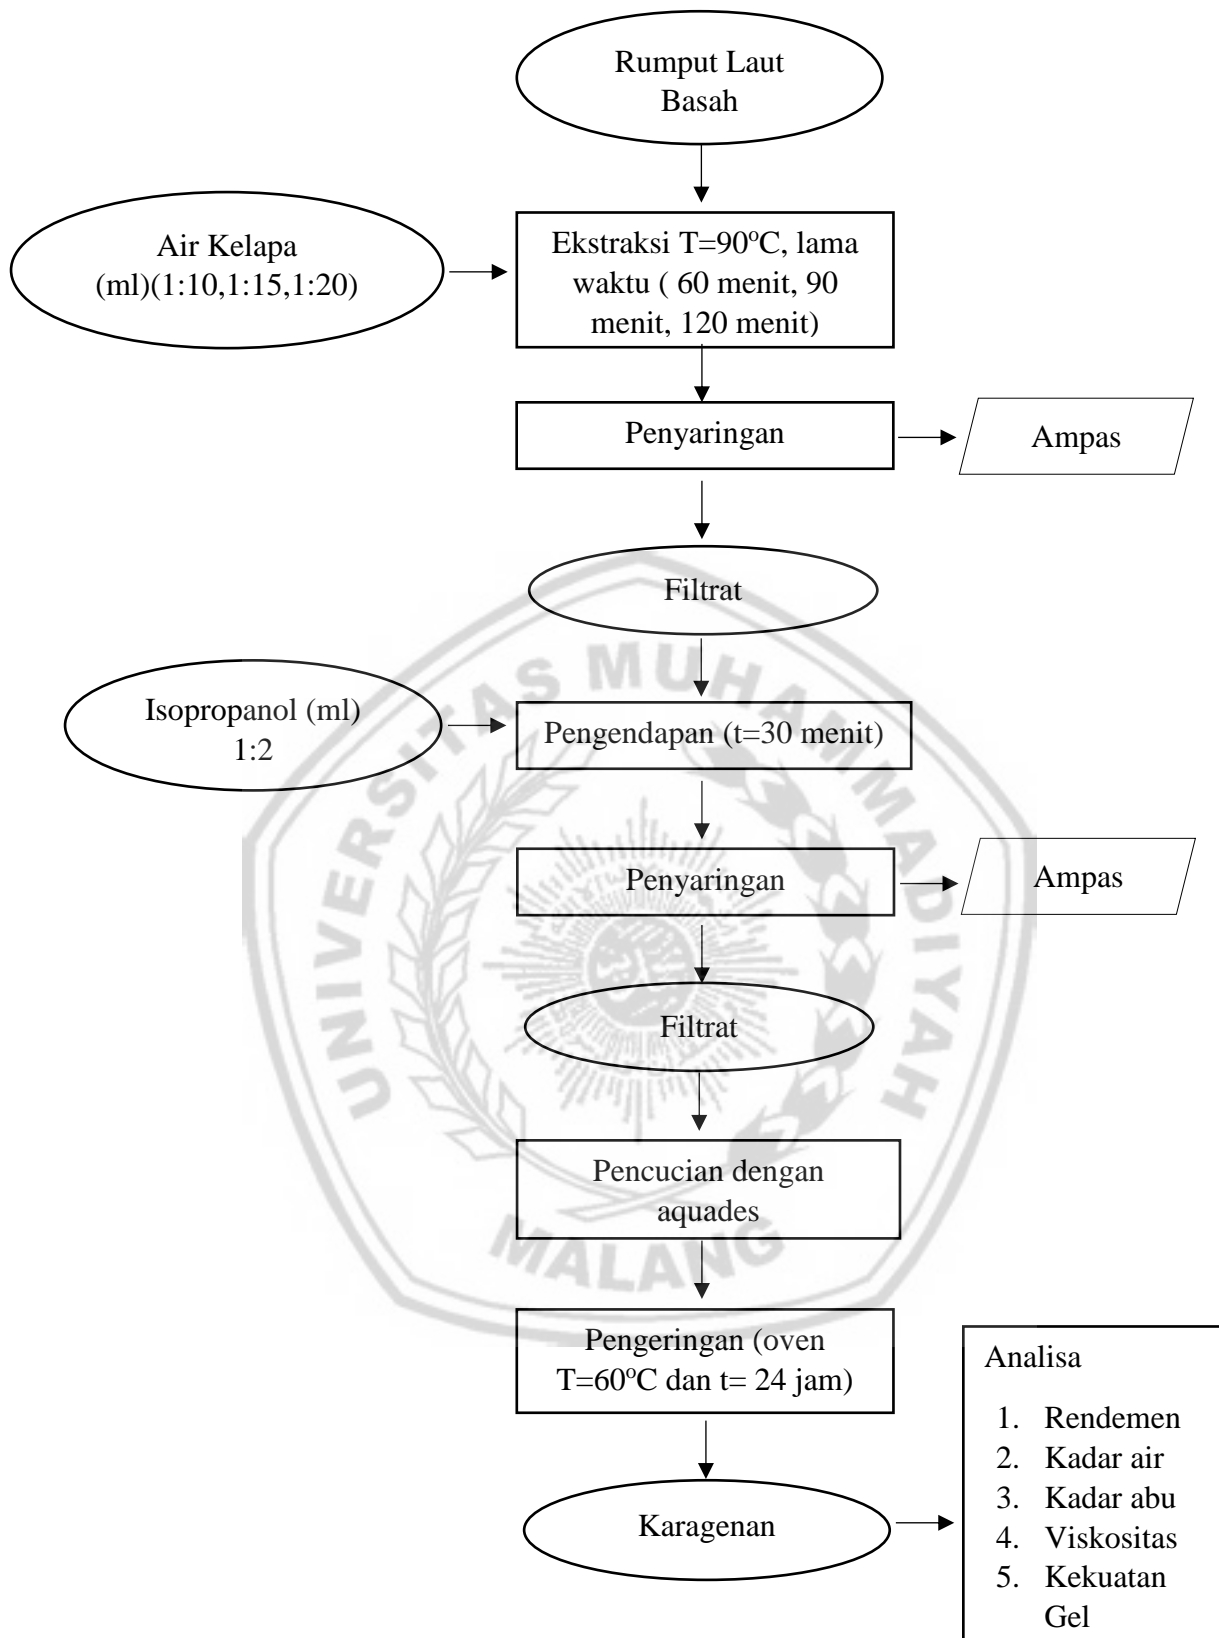 Rumput Laut
Basah
Air Kelapa
(ml)(1:10,1:15,1:20)
Ekstraksi T=90°C, lama
waktu ( 60 menit, 90
menit, 120 menit)
Penyaringan
Ampas
Filtrat
Isopropanol (ml)
1:2
Pengendapan (t=30 menit)
Penyaringan
Ampas
Filtrat
Pencucian dengan
aquades
Pengeringan (oven
T=60°C dan t= 24 jam)
Karagenan
Analisa
1. Rendemen
2. Kadar air
3. Kadar abu
4. Viskositas
5. Kekuatan
Gel
UNIVERSITAS MUHAMMADIYAH
MALANG